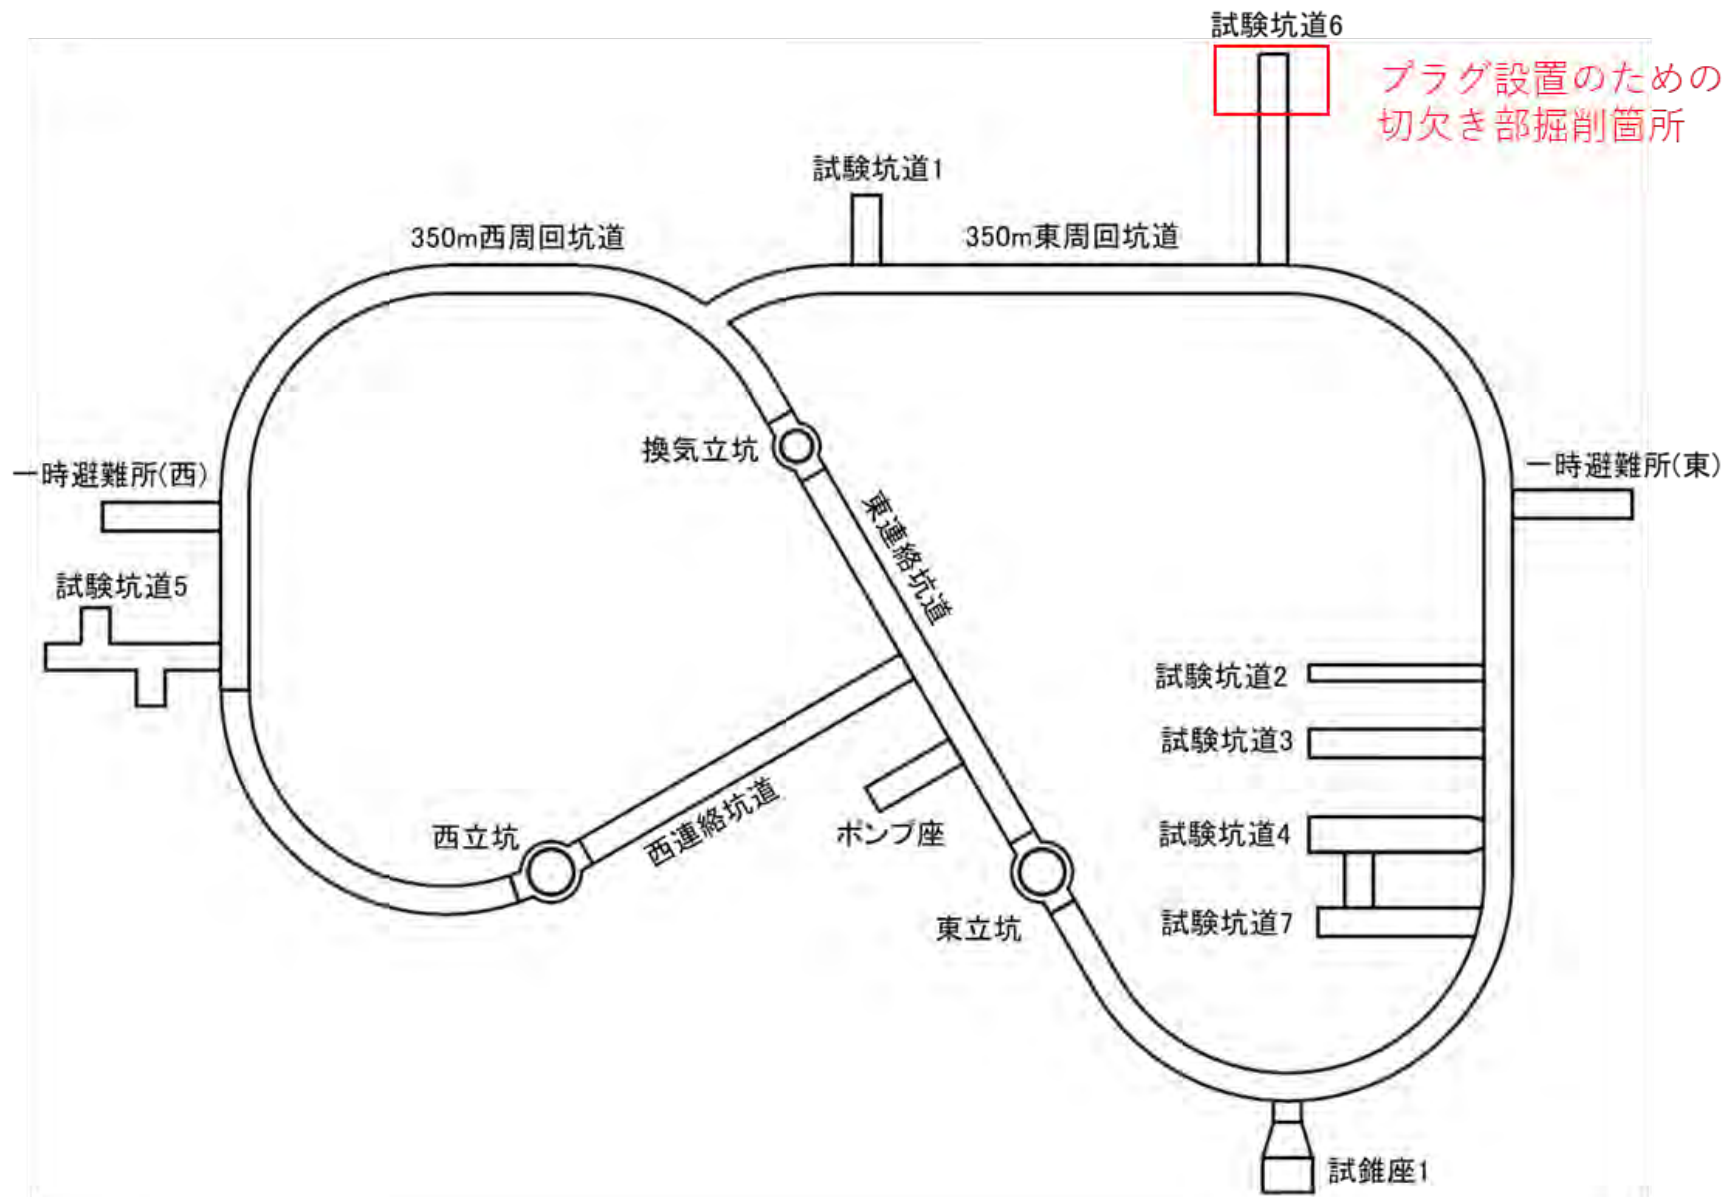 試験坑道6
プラグ設置のための
切欠き部掘削箇所
試験坑道1
350m西周回坑道
350m東周回坑道
換気立坑
一時避難所(西)
一時避難所(東)
東連絡坑道
試験坑道5
試験坑道2
試験坑道3
西連絡坑道
ポンプ座
西立坑
試験坑道4
東立坑
試験坑道7
試錐座1